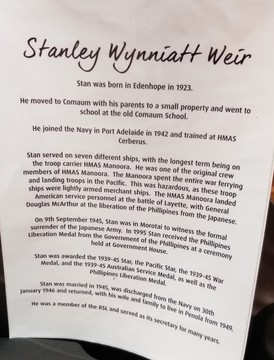 Stanley Wynniatt Weir
Stan was born in Edenhope in 1923.
He moved to Comaum with his parents to a small property and went to
school at the old Comaum School.
He joined the Navy in Port Adelaide in 1942 and trained at HMAS
Cerberus.
Stan served on seven different ships, with the longest term being on
the troop carrier HMAS Manoora. He was one of the original crew
members of HMAS Manoora. The Manoora spent the entire war ferrying
and landing troops in the Pacific. This was hazardous, as these troop
ships were lightly armed merchant ships. The HMAS Manoora landed
American service personnel at the battle of Layette, with General
Douglas McArthur at the liberation of the Phillipines from the Japanese.
On 9th September 1945, Stan was in Morotai to witness the formal
surrender of the Japanese Army. In 1995 Stan received the Phillipines
Liberation Medal from the Government of the Phillipines at a ceremony
held at Government House.
Stan was awarded the 1939-45 Star, the Pacific Star, the 1939-45 War
Medal, and the 1939-45 Australian Service Medal, as well as the
Phillipines Liberation Medal.
Stan was married in 1945, was discharged from the Navy on 30th
January 1946 and returned, with his wife and family to live in Penola from 1949.
He was a member of the RSL and served as its secretary for many years.